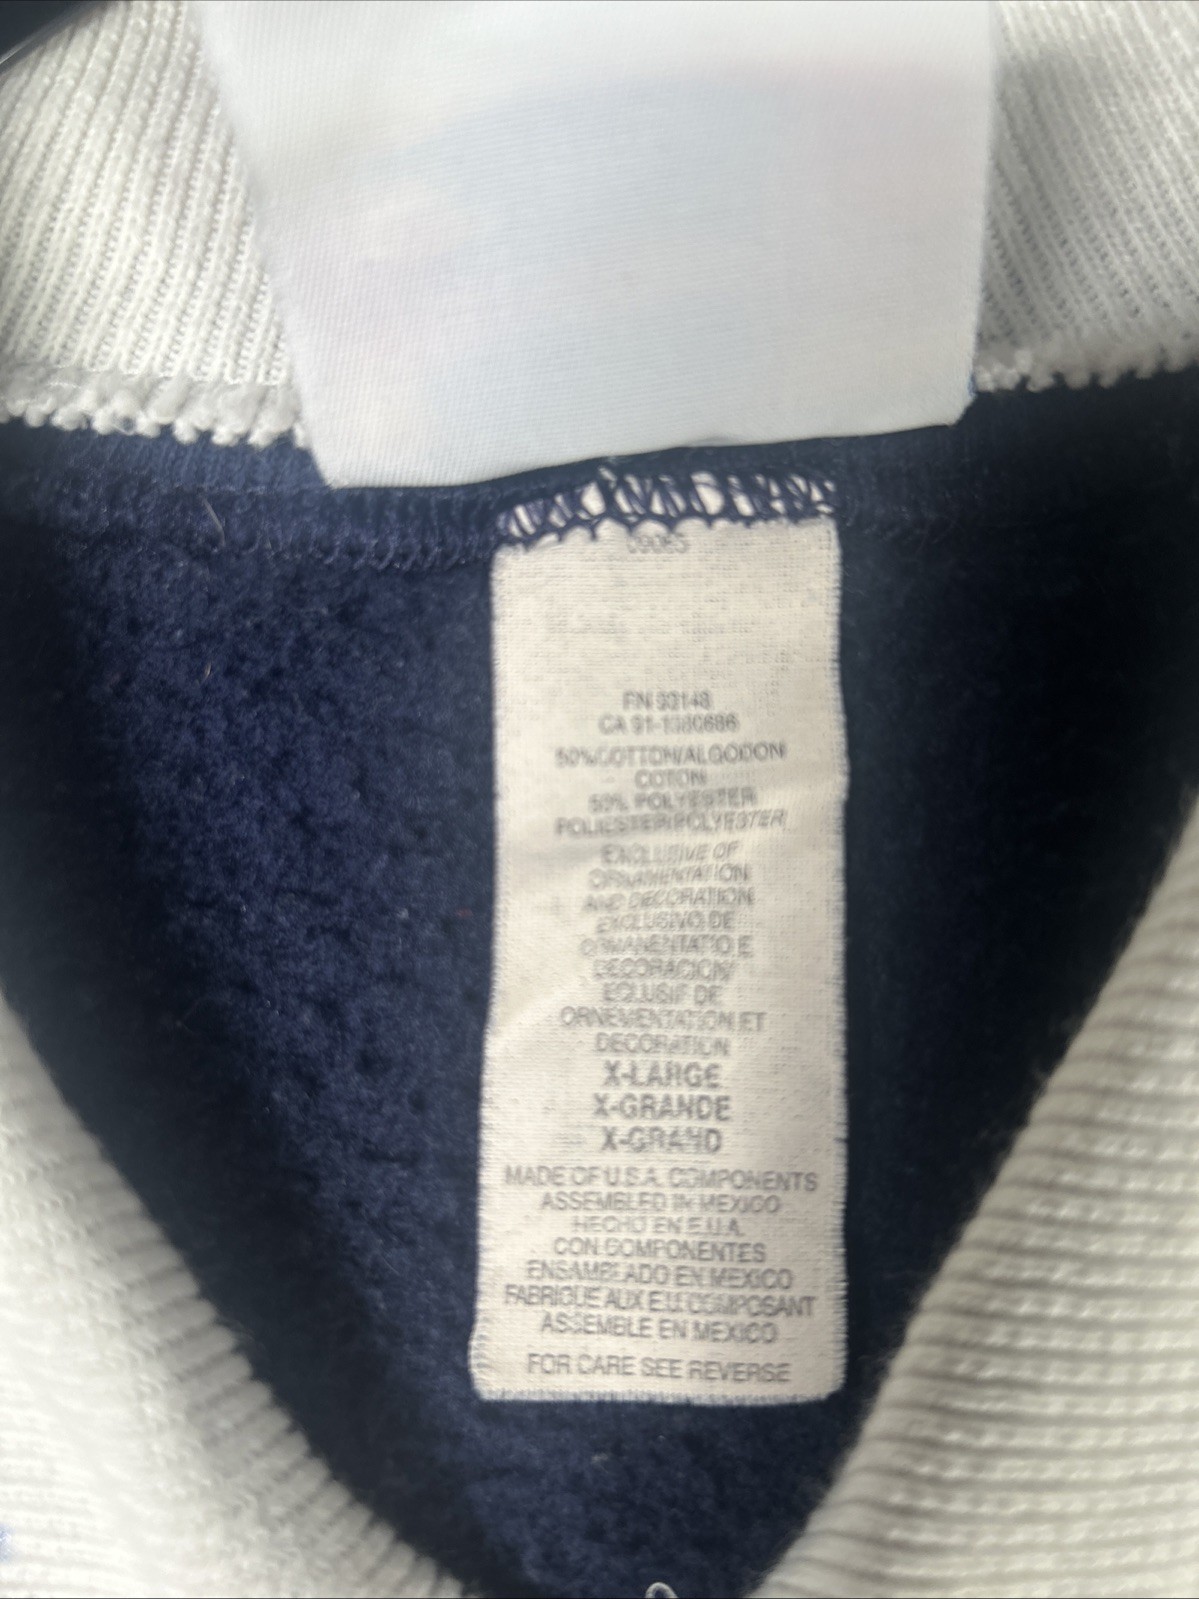 RN 93148
CA 91-1380686
50%COTTON/ALGODON
COTON
50% POLYESTER
POLIESTER/POLYESTER
EXCLUSIVE OF
ORNAMENTATION
AND DECORATION
EXCLUSIVO DE
ORNANENTATIO E
DECORACION/
ECLUSIF DE
ORNEMENTATION ET
DECORATION
X-LARGE
X-GRANDE
X-GRAND
MADE OF U.S.A. COMPONENTS
ASSEMBLED IN MEXICO
HECHO EN E.U.A.
CON COMPONENTES
ENSAMBLADO EN MEXICO
FABRIQUE AUX E.U. COMPOSANT
ASSEMBLE EN MEXICO
FOR CARE SEE REVERSE